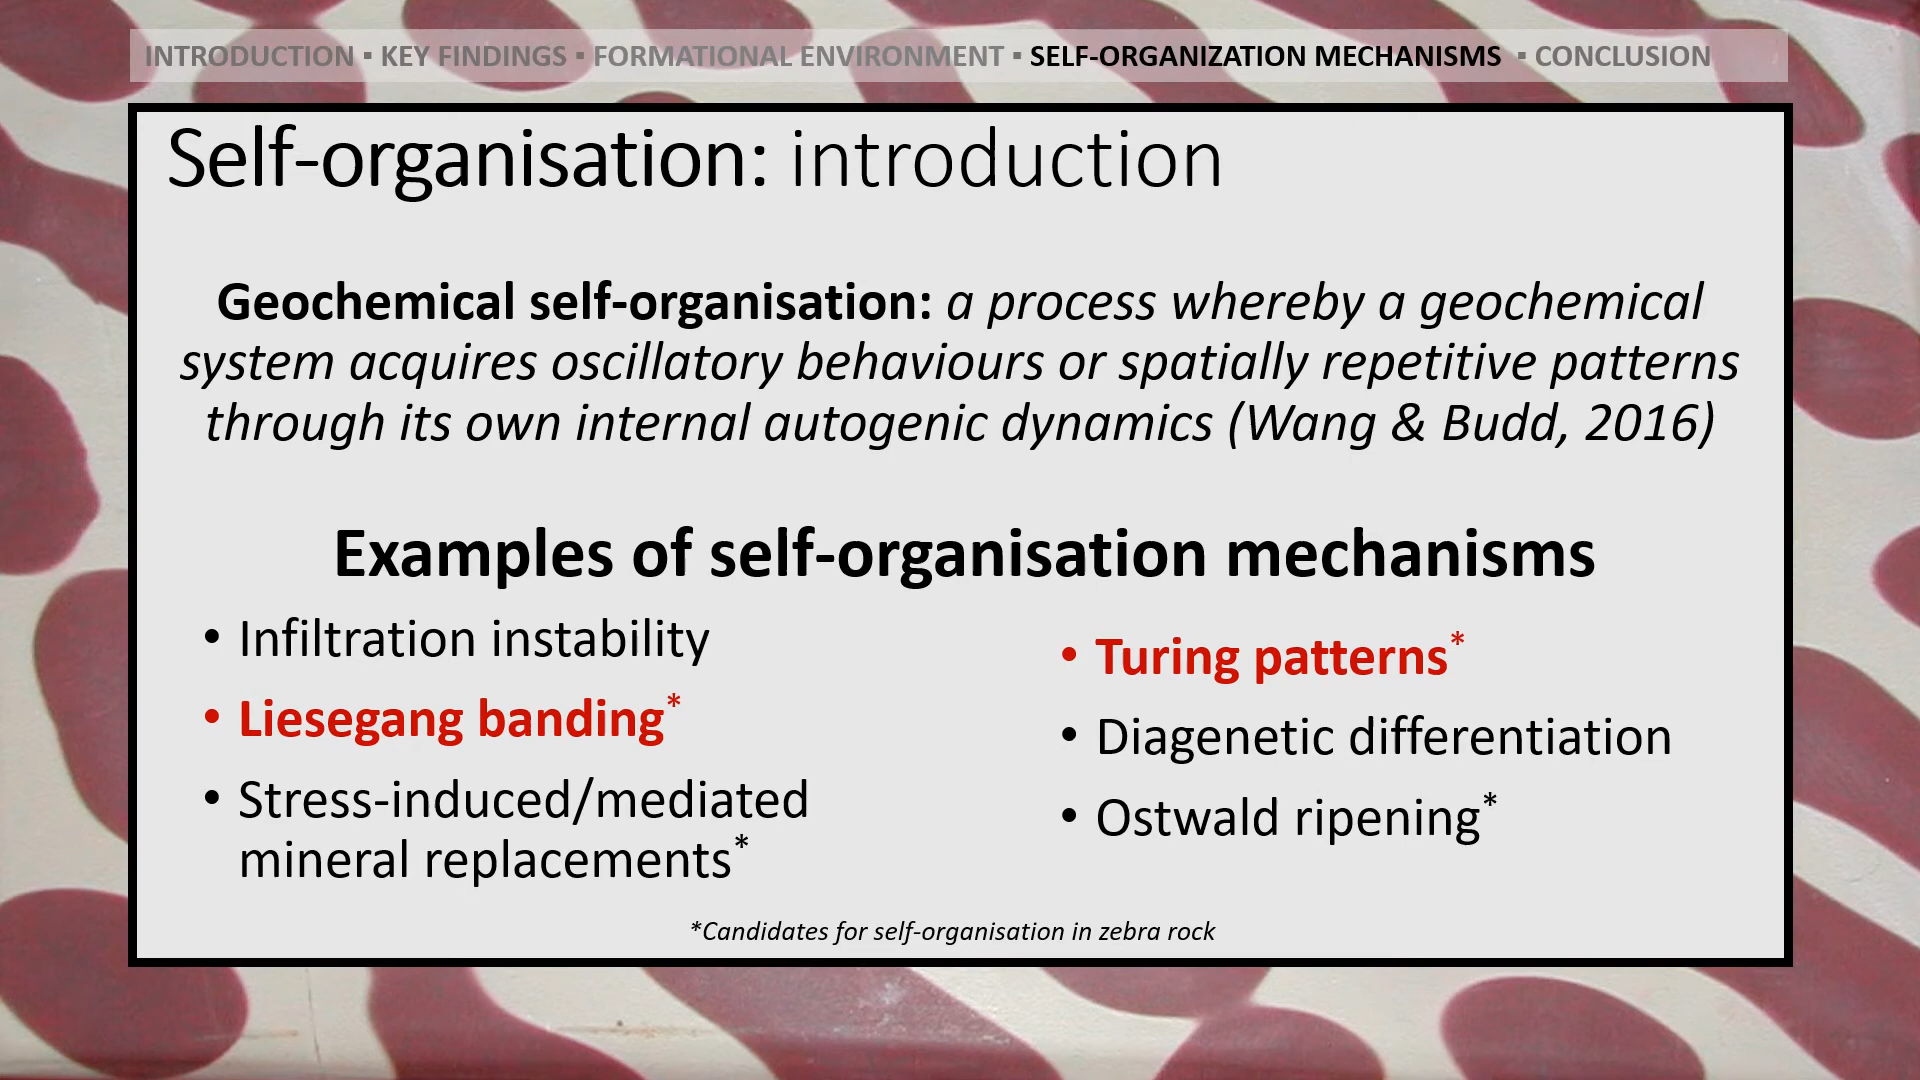 INTRODUCTION ▪ KEY FINDINGS ▪ FORMATIONAL ENVIRONMENT ▪ SELF-ORGANIZATION MECHANISMS ▪ CONCLUSION
Self-organisation: introduction
Geochemical self-organisation: a process whereby a geochemical
system acquires oscillatory behaviours or spatially repetitive patterns
through its own internal autogenic dynamics (Wang & Budd, 2016)
Examples of self-organisation mechanisms
• Infiltration instability
• Liesegang banding*
• Stress-induced/mediated
mineral replacements*
• Turing patterns*
• Diagenetic differentiation
• Ostwald ripening*
*Candidates for self-organisation in zebra rock